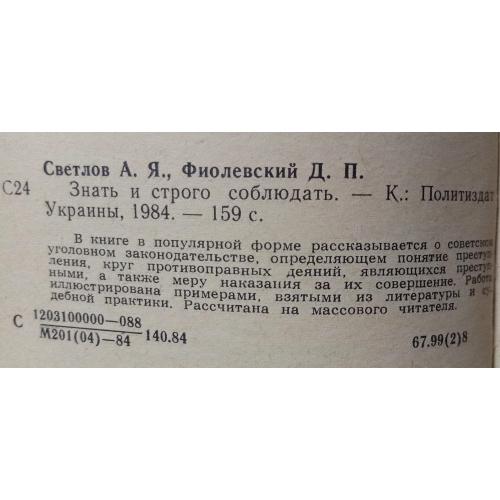 Светлов А. Я., Фиолевский Д. П.
С24 Знать и строго соблюдать. — К.: Политиздат
Украины, 1984. — 159 с.
В книге в популярной форме рассказывается о советском
уголовном законодательстве, определяющем понятие преступ-
ления, круг противоправных деяний, являющихся преступ-
ными, а также меру наказания за их совершение. Работа
иллюстрирована примерами, взятыми из литературы и су-
дебной практики. Рассчитана на массового читателя.
С 1203100000—088
М201(04)—84 140.84 67.99(2)8